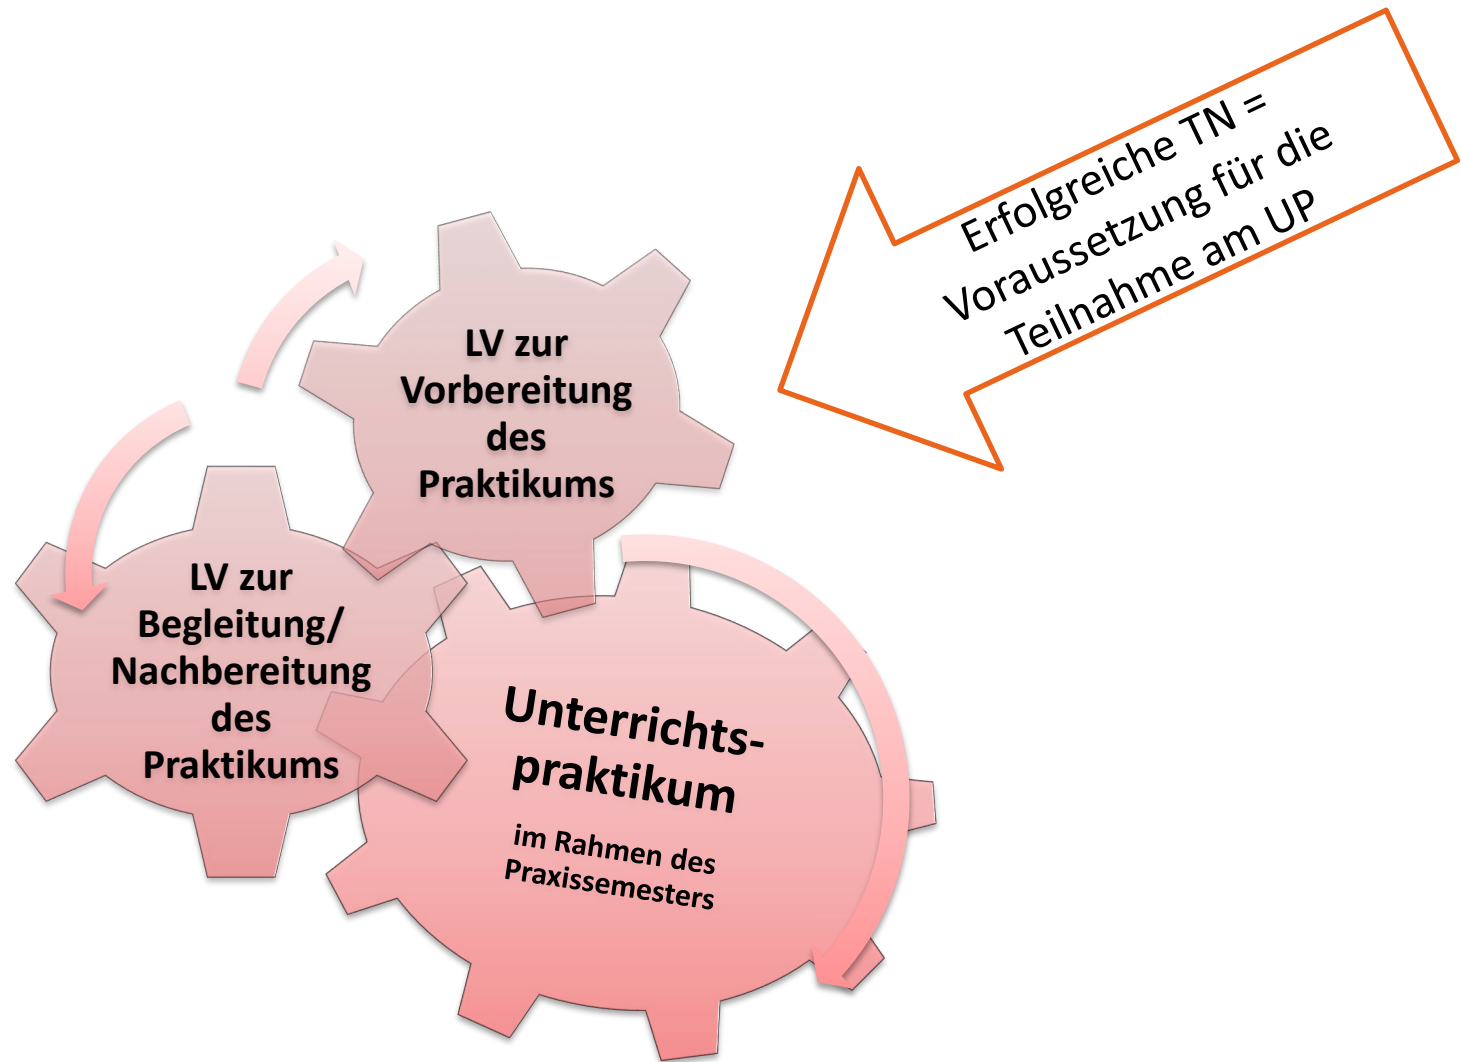 Erfolgreiche TN =
Voraussetzung für die
Teilnahme am UP
LV zur
Vorbereitung
des
Praktikums
LV zur
Begleitung/
Nachbereitung
des
Praktikums
Unterrichts-
praktikum
im Rahmen des
Praxissemesters